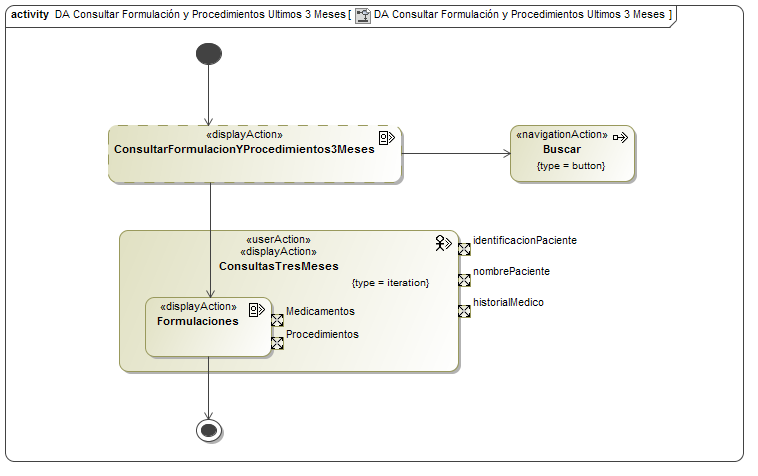 activity DA Consultar Formulación y Procedimientos Ultimos 3 Meses [ DA Consultar Formulación y Procedimientos Ultimos 3 Meses ]
«displayAction»
ConsultarFormulacionYProcedimientos3Meses
«navigationAction»
Buscar
{type = button}
«userAction»
«displayAction»
ConsultasTresMeses
{type = iteration}
identificacionPaciente
nombrePaciente
historialMedico
«displayAction»
Formulaciones
Medicamentos
Procedimientos